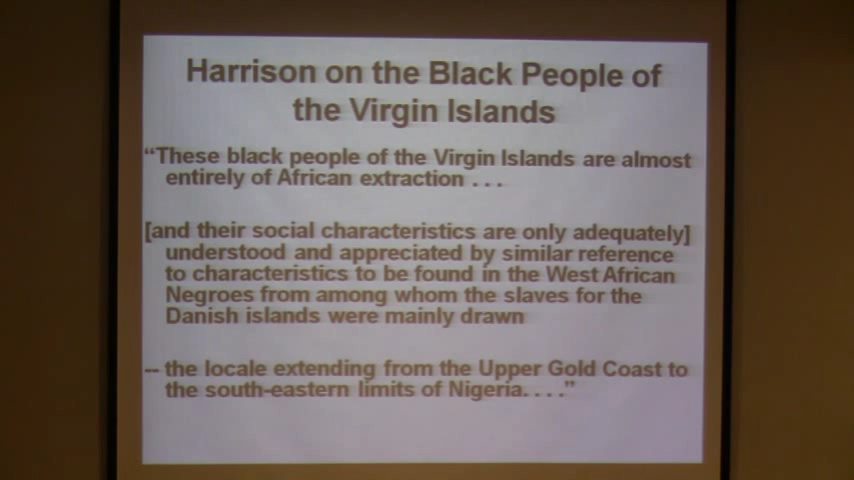 Harrison on the Black People of
the Virgin Islands
“These black people of the Virgin Islands are almost
entirely of African extraction . . .
[and their social characteristics are only adequately]
understood and appreciated by similar reference
to characteristics to be found in the West African
Negroes from among whom the slaves for the
Danish islands were mainly drawn
– the locale extending from the Upper Gold Coast to
the south-eastern limits of Nigeria. . . .”